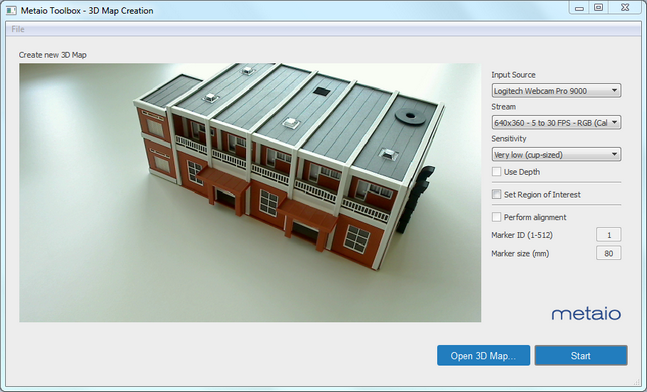 Metaio Toolbox - 3D Map Creation
File
Create new 3D Map
Input Source
Logitech Webcam Pro 9000
Stream
640x360 - 5 to 30 FPS - RGB (Cal
Sensitivity
Very low (cup-sized)
Use Depth
Set Region of Interest
Perform alignment
Marker ID (1-512)
1
Marker size (mm)
80
metaio
Open 3D Map...
Start